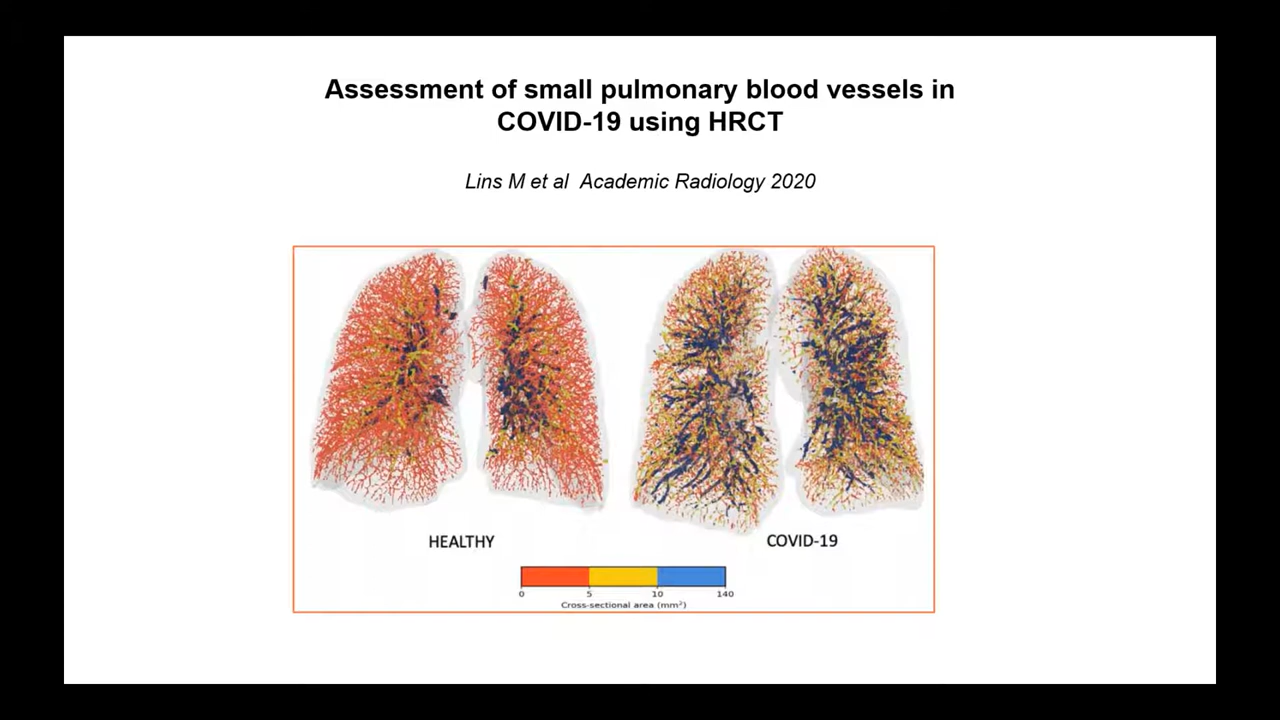 Assessment of small pulmonary blood vessels in
COVID-19 using HRCT
Lins M et al Academic Radiology 2020
HEALTHY
COVID-19
0 5 10 140
Cross-sectional area (mm²)